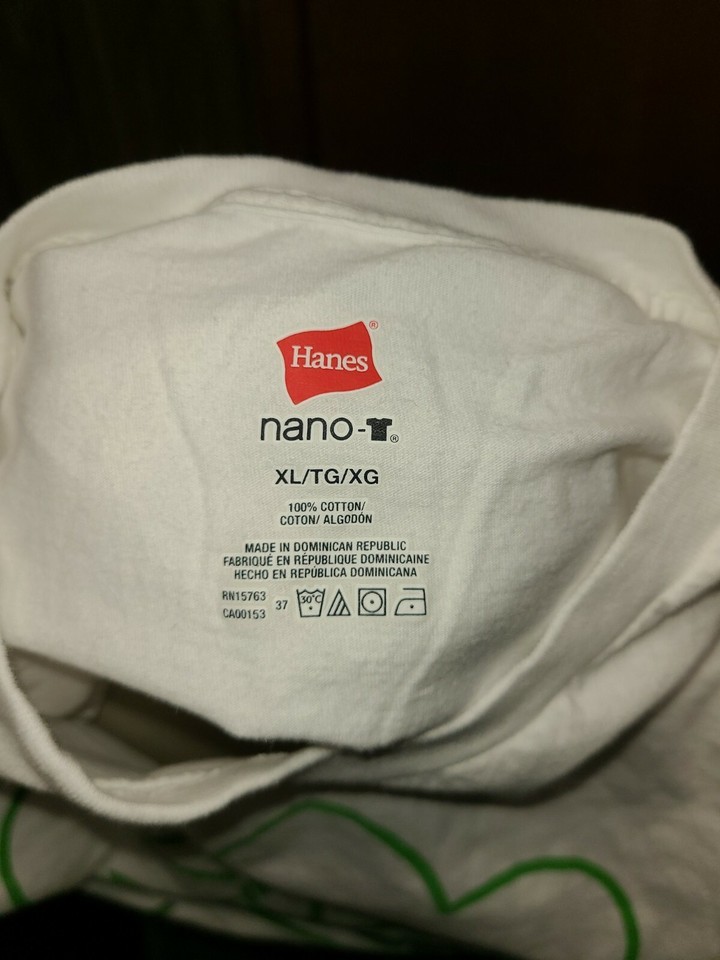 Hanes®
nano-T®
XL/TG/XG
100% COTTON/
COTON/ ALGODÓN
MADE IN DOMINICAN REPUBLIC
FABRIQUÉ EN RÉPUBLIQUE DOMINICAINE
HECHO EN REPÚBLICA DOMINICANA
RN15763
CA00153 37 30°C